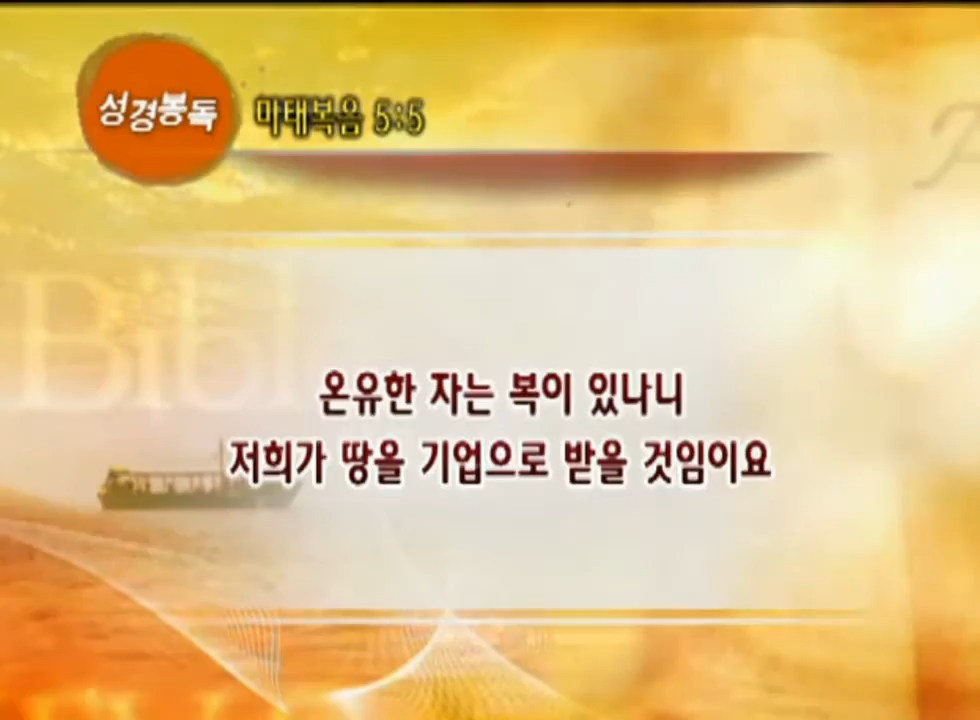 성경봉독
마태복음 5:5
Bibl
온유한 자는 복이 있나니
저희가 땅을 기업으로 받을 것임이요